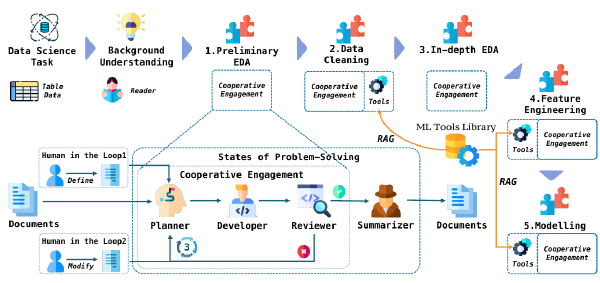 Data Science
Task
Background
Understanding
1.Preliminary
EDA
2.Data
Cleaning
3.In-depth EDA
Table
Data
Reader
Cooperative
Engagement
Cooperative
Engagement
Tools
Cooperative
Engagement
4.Feature
Engineering
ML Tools Library
RAG
Tools
Cooperative
Engagement
RAG
States of Problem-Solving
Human in the Loop1
Define
Cooperative Engagement
Documents
Planner
Developer
Reviewer
Summarizer
Documents
5.Modelling
Human in the Loop2
Modify
3
Tools
Cooperative
Engagement